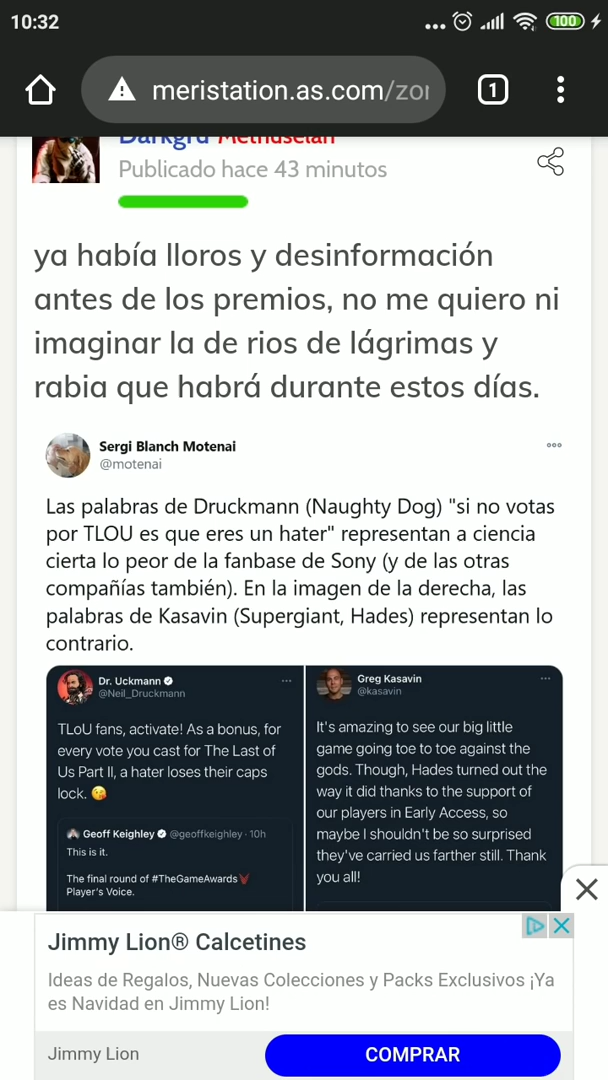 10:32
100
meristation.as.com/zor
1
Darkgru Methuselah
Publicado hace 43 minutos
ya había lloros y desinformación
antes de los premios, no me quiero ni
imaginar la de rios de lágrimas y
rabia que habrá durante estos días.
Sergi Blanch Motenai
@motenai
Las palabras de Druckmann (Naughty Dog) "si no votas
por TLOU es que eres un hater" representan a ciencia
cierta lo peor de la fanbase de Sony (y de las otras
compañías también). En la imagen de la derecha, las
palabras de Kasavin (Supergiant, Hades) representan lo
contrario.
Dr. Uckmann
@Neil_Druckmann
TLoU fans, activate! As a bonus, for
every vote you cast for The Last of
Us Part II, a hater loses their caps
lock. 😘
Geoff Keighley @geoffkeighley · 10h
This is it.
The final round of #TheGameAwards
Player's Voice.
Greg Kasavin
@kasavin
It's amazing to see our big little
game going toe to toe against the
gods. Though, Hades turned out the
way it did thanks to the support of
our players in Early Access, so
maybe I shouldn't be so surprised
they've carried us farther still. Thank
you all!
Jimmy Lion® Calcetines
Ideas de Regalos, Nuevas Colecciones y Packs Exclusivos ¡Ya
es Navidad en Jimmy Lion!
Jimmy Lion
COMPRAR